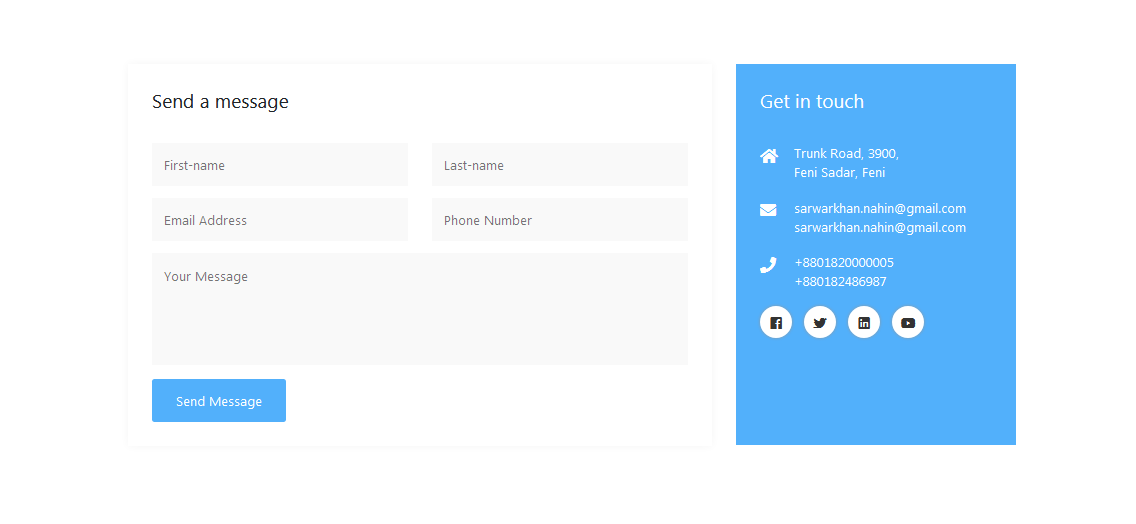 Send a message
First-name
Last-name
Email Address
Phone Number
Your Message
Send Message
Get in touch
Trunk Road, 3900,
Feni Sadar, Feni
sarwarkhan.nahin@gmail.com
sarwarkhan.nahin@gmail.com
+8801820000005
+880182486987